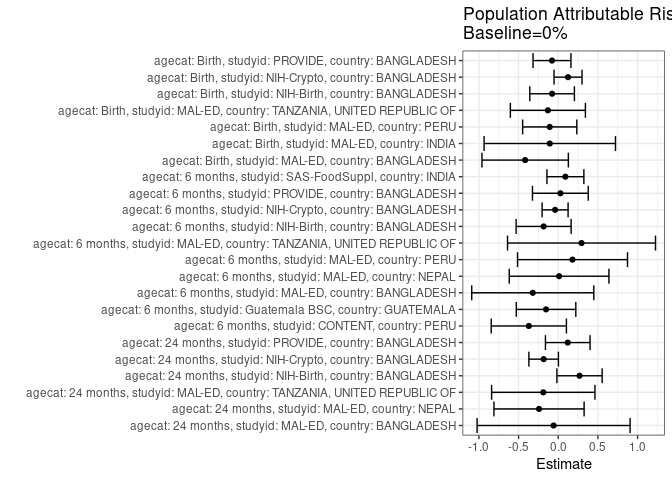 Population Attributable Ris
Baseline=0%
agecat: Birth, studyid: PROVIDE, country: BANGLADESH
agecat: Birth, studyid: NIH-Crypto, country: BANGLADESH
agecat: Birth, studyid: NIH-Birth, country: BANGLADESH
agecat: Birth, studyid: MAL-ED, country: TANZANIA, UNITED REPUBLIC OF
agecat: Birth, studyid: MAL-ED, country: PERU
agecat: Birth, studyid: MAL-ED, country: INDIA
agecat: Birth, studyid: MAL-ED, country: BANGLADESH
agecat: 6 months, studyid: SAS-FoodSuppl, country: INDIA
agecat: 6 months, studyid: PROVIDE, country: BANGLADESH
agecat: 6 months, studyid: NIH-Crypto, country: BANGLADESH
agecat: 6 months, studyid: NIH-Birth, country: BANGLADESH
agecat: 6 months, studyid: MAL-ED, country: TANZANIA, UNITED REPUBLIC OF
agecat: 6 months, studyid: MAL-ED, country: PERU
agecat: 6 months, studyid: MAL-ED, country: NEPAL
agecat: 6 months, studyid: MAL-ED, country: BANGLADESH
agecat: 6 months, studyid: Guatemala BSC, country: GUATEMALA
agecat: 6 months, studyid: CONTENT, country: PERU
agecat: 24 months, studyid: PROVIDE, country: BANGLADESH
agecat: 24 months, studyid: NIH-Crypto, country: BANGLADESH
agecat: 24 months, studyid: NIH-Birth, country: BANGLADESH
agecat: 24 months, studyid: MAL-ED, country: TANZANIA, UNITED REPUBLIC OF
agecat: 24 months, studyid: MAL-ED, country: NEPAL
agecat: 24 months, studyid: MAL-ED, country: BANGLADESH
-1.0 -0.5 0.0 0.5 1.0
Estimate